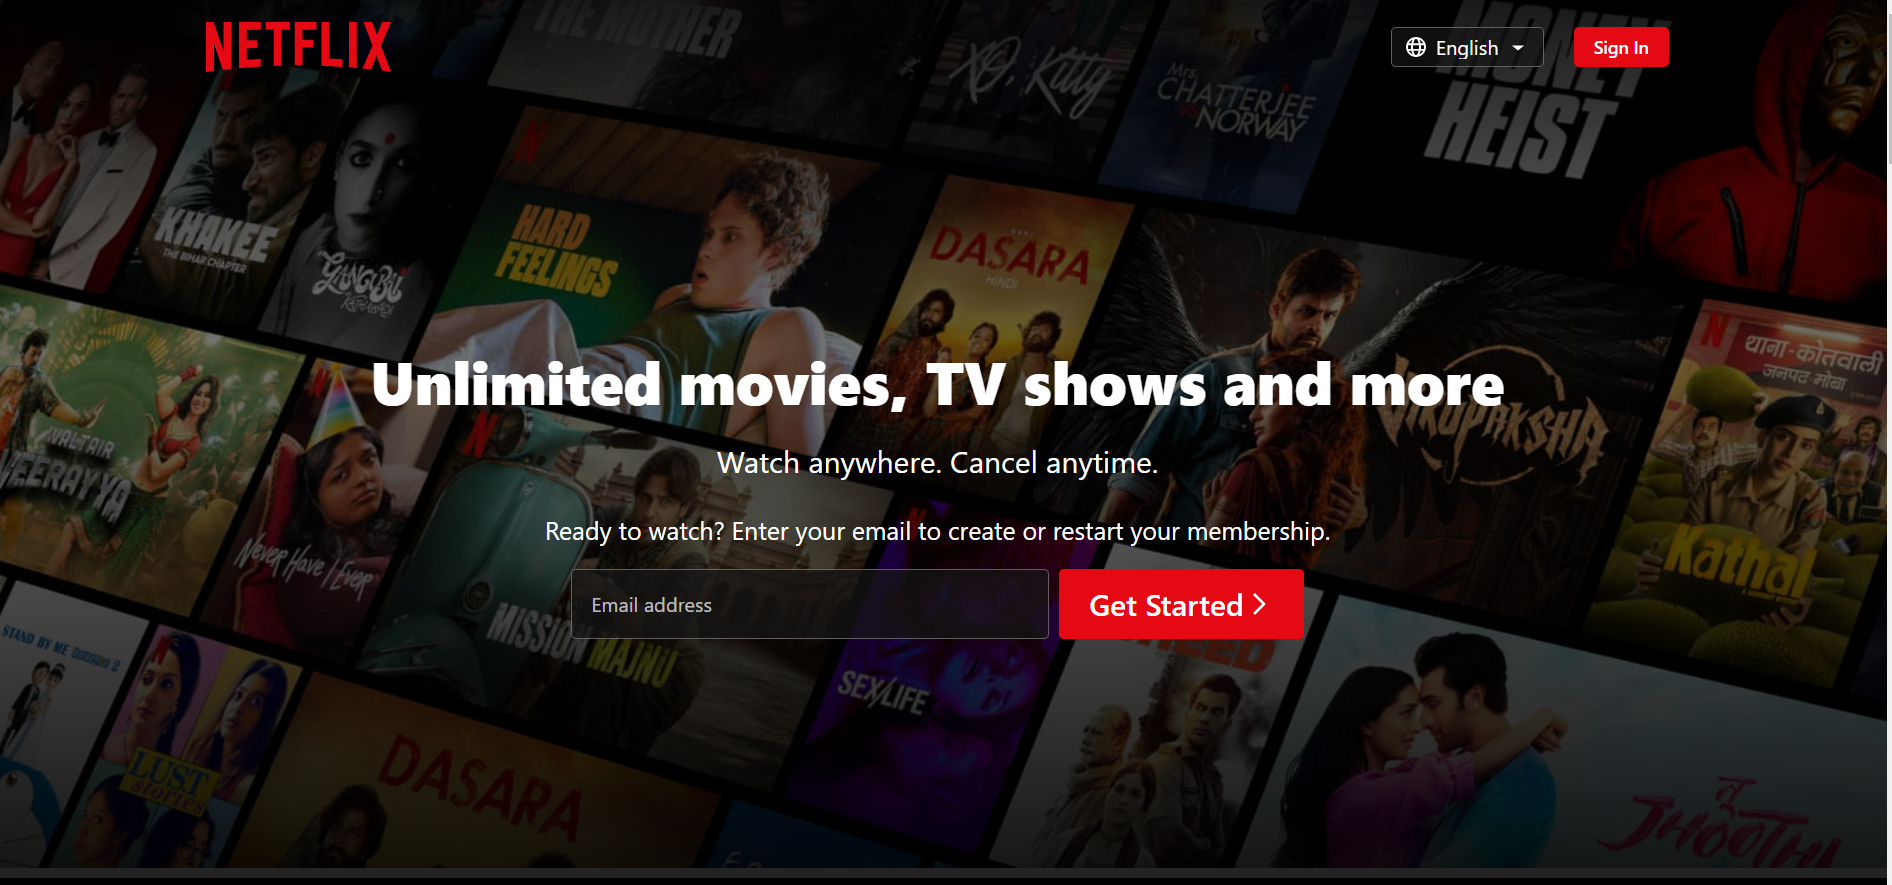 NETFLIX
English
Sign In
THE MOTHER
XO, Kitty
Mrs.
CHATTERJEE
VS
NORWAY
MONEY
HEIST
KHAKEE
THE BIHAR CHAPTER
GANGUBAI
KATHIAWADI
HARD
FEELINGS
DASARA
HINDI
VIRUPAKSHA
थाना - कोतवाली
जनपद-मोबा
Unlimited movies, TV shows and more
Watch anywhere. Cancel anytime.
Ready to watch? Enter your email to create or restart your membership.
Email address
Get Started
WALTAIR
VEERAYYA
NEVER HAVE I EVER
MISSION MAJNU
SEX/LIFE
Kathal
STAND BY ME
2
LUST
stories
DASARA
तू
JHOOTHI